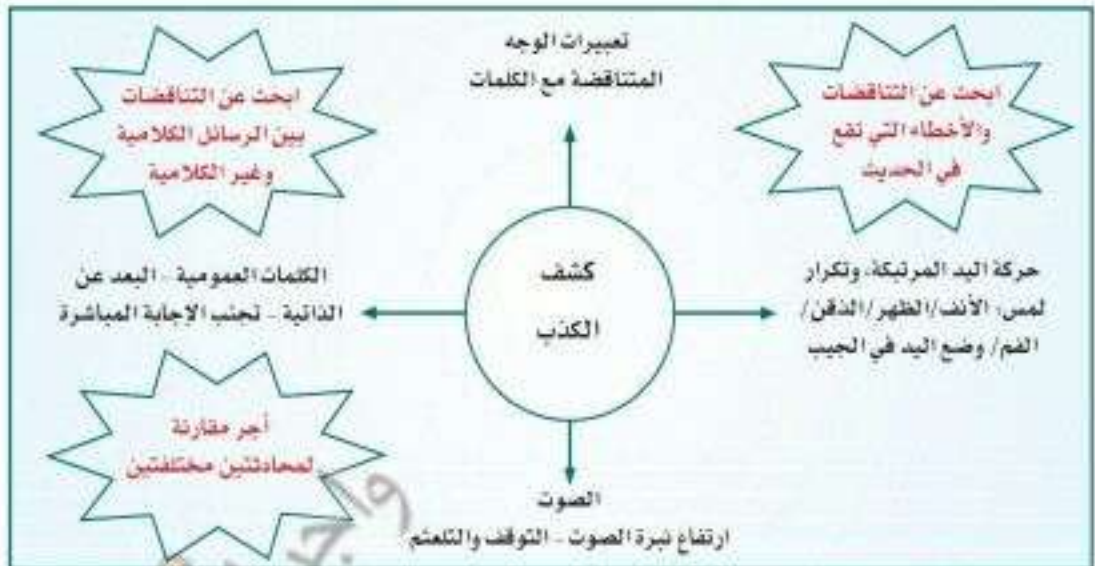 ابحث عن التناقضات
والأخطاء التي تقع
في الحديث
تعبيرات الوجه
المتناقضة مع الكلمات
ابحث عن التناقضات
بين الرسائل الكلامية
وغير الكلامية
حركة اليد المرتبكة، وتكرار
لمس: الأنف/الظهر/الذقن/
الفم/ وضع اليد في الجيب
كشف
الكذب
الكلمات العمومية - البعد عن
الذاتية - تجنب الإجابة المباشرة
أجر مقارنة
لمحادثتين مختلفتين
الصوت
ارتفاع نبرة الصوت - التوقف والتلعثم